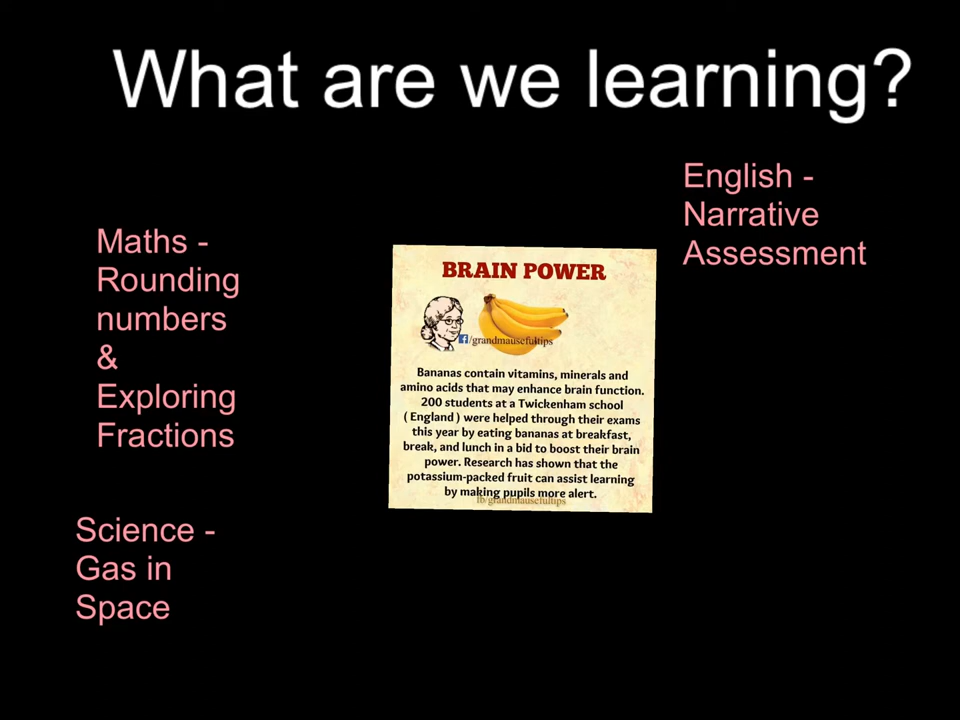 What are we learning?
English -
Narrative
Assessment
Maths -
Rounding
numbers
&
Exploring
Fractions
BRAIN POWER
f/grandmausefultips
Bananas contain vitamins, minerals and
amino acids that may enhance brain function.
200 students at a Twickenham school
( England ) were helped through their exams
this year by eating bananas at breakfast,
break, and lunch in a bid to boost their brain
power. Research has shown that the
potassium-packed fruit can assist learning
by making pupils more alert.
fb/grandmausefultips
Science -
Gas in
Space